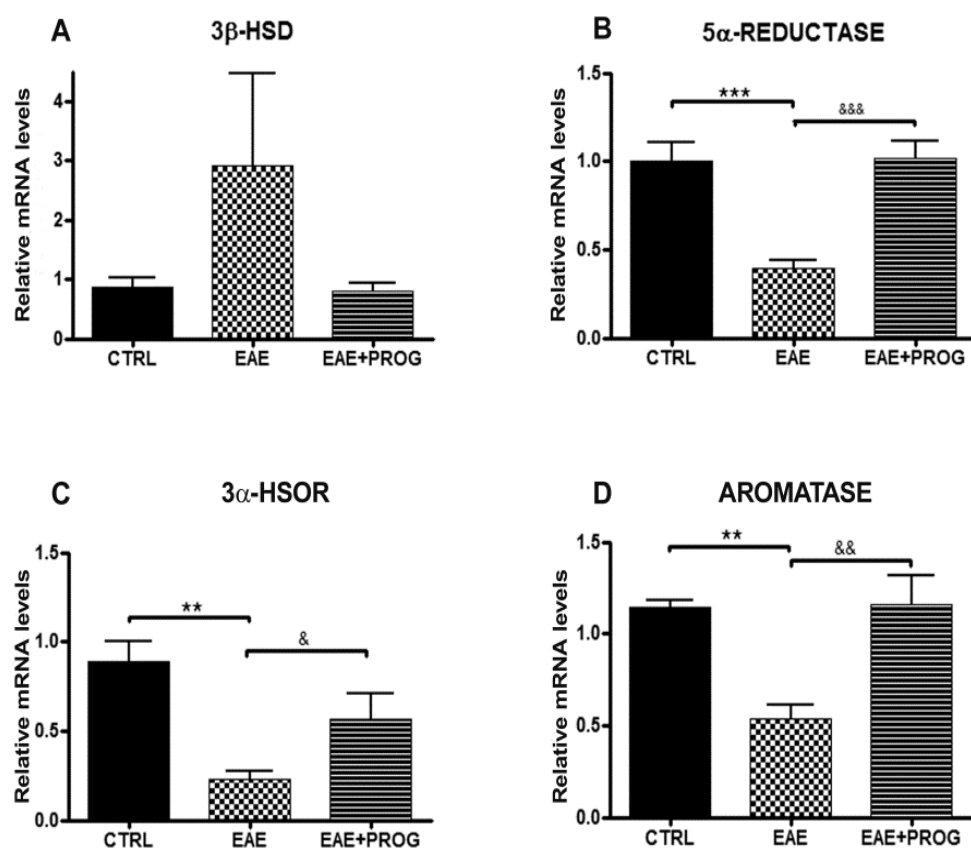 A
3β-HSD
Relative mRNA levels
4
3
2
1
0
CTRL
EAE
EAE+PROG
B
5α-REDUCTASE
Relative mRNA levels
1.5
1.0
0.5
0.0
***
&&&
CTRL
EAE
EAE+PROG
C
3α-HSOR
Relative mRNA levels
1.5
1.0
0.5
0.0
**
&
CTRL
EAE
EAE+PROG
D
AROMATASE
Relative mRNA levels
1.5
1.0
0.5
0.0
**
&&
CTRL
EAE
EAE+PROG